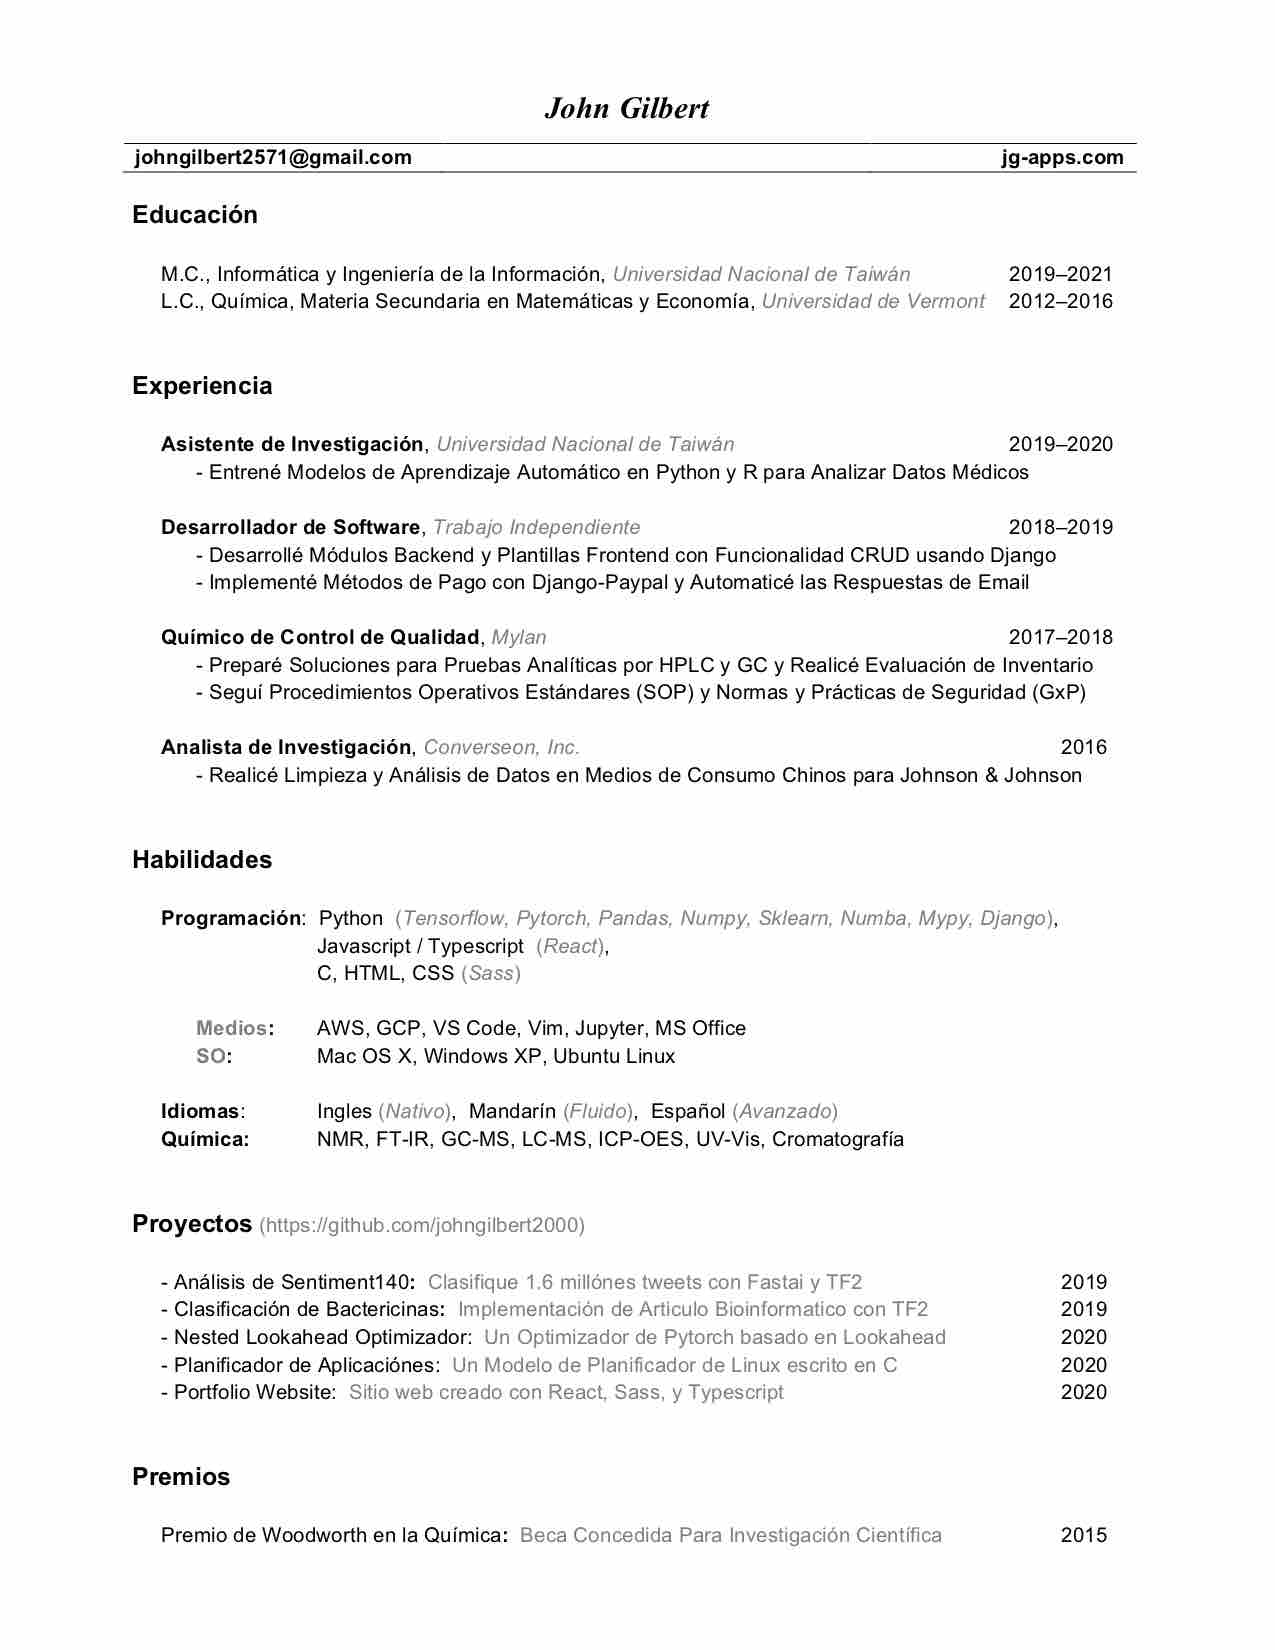 John Gilbert
johngilbert2571@gmail.com jg-apps.com
Educación
M.C., Informática y Ingeniería de la Información, Universidad Nacional de Taiwán 2019–2021
L.C., Química, Materia Secundaria en Matemáticas y Economía, Universidad de Vermont 2012–2016
Experiencia
Asistente de Investigación, Universidad Nacional de Taiwán 2019–2020
- Entrené Modelos de Aprendizaje Automático en Python y R para Analizar Datos Médicos
Desarrollador de Software, Trabajo Independiente 2018–2019
- Desarrollé Módulos Backend y Plantillas Frontend con Funcionalidad CRUD usando Django
- Implementé Métodos de Pago con Django-Paypal y Automaticé las Respuestas de Email
Químico de Control de Qualidad, Mylan 2017–2018
- Preparé Soluciones para Pruebas Analíticas por HPLC y GC y Realicé Evaluación de Inventario
- Seguí Procedimientos Operativos Estándares (SOP) y Normas y Prácticas de Seguridad (GxP)
Analista de Investigación, Converseon, Inc. 2016
- Realicé Limpieza y Análisis de Datos en Medios de Consumo Chinos para Johnson & Johnson
Habilidades
Programación: Python (Tensorflow, Pytorch, Pandas, Numpy, Sklearn, Numba, Mypy, Django),
Javascript / Typescript (React),
C, HTML, CSS (Sass)
Medios: AWS, GCP, VS Code, Vim, Jupyter, MS Office
SO: Mac OS X, Windows XP, Ubuntu Linux
Idiomas: Ingles (Nativo), Mandarín (Fluido), Español (Avanzado)
Química: NMR, FT-IR, GC-MS, LC-MS, ICP-OES, UV-Vis, Cromatografía
Proyectos (https://github.com/johngilbert2000)
- Análisis de Sentiment140: Clasifique 1.6 millónes tweets con Fastai y TF2 2019
- Clasificación de Bactericinas: Implementación de Articulo Bioinformatico con TF2 2019
- Nested Lookahead Optimizador: Un Optimizador de Pytorch basado en Lookahead 2020
- Planificador de Aplicaciónes: Un Modelo de Planificador de Linux escrito en C 2020
- Portfolio Website: Sitio web creado con React, Sass, y Typescript 2020
Premios
Premio de Woodworth en la Química: Beca Concedida Para Investigación Científica 2015